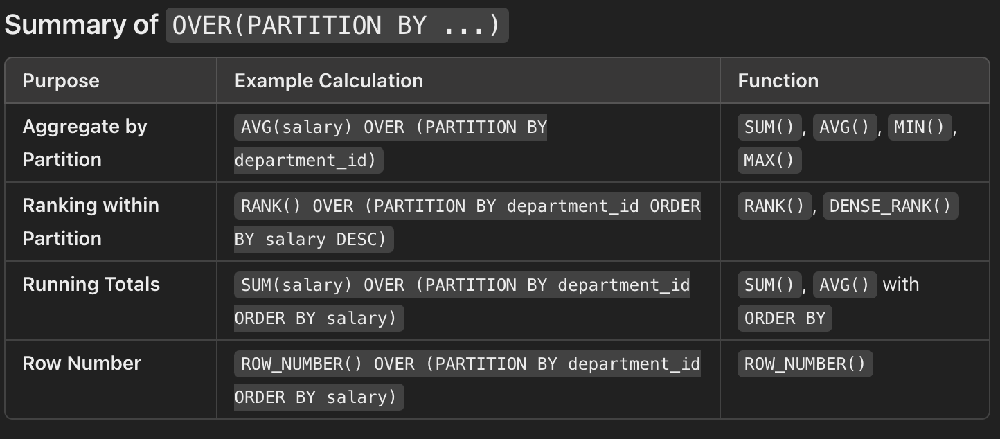 Summary of OVER(PARTITION BY ...)
Purpose
Example Calculation
Function
Aggregate by
Partition
AVG(salary) OVER (PARTITION BY
department_id)
SUM(), AVG(), MIN(),
MAX()
Ranking within
Partition
RANK() OVER (PARTITION BY department_id ORDER
BY salary DESC)
RANK(), DENSE_RANK()
Running Totals
SUM(salary) OVER (PARTITION BY department_id
ORDER BY salary)
SUM(), AVG() with
ORDER BY
Row Number
ROW_NUMBER() OVER (PARTITION BY department_id
ORDER BY salary)
ROW_NUMBER()